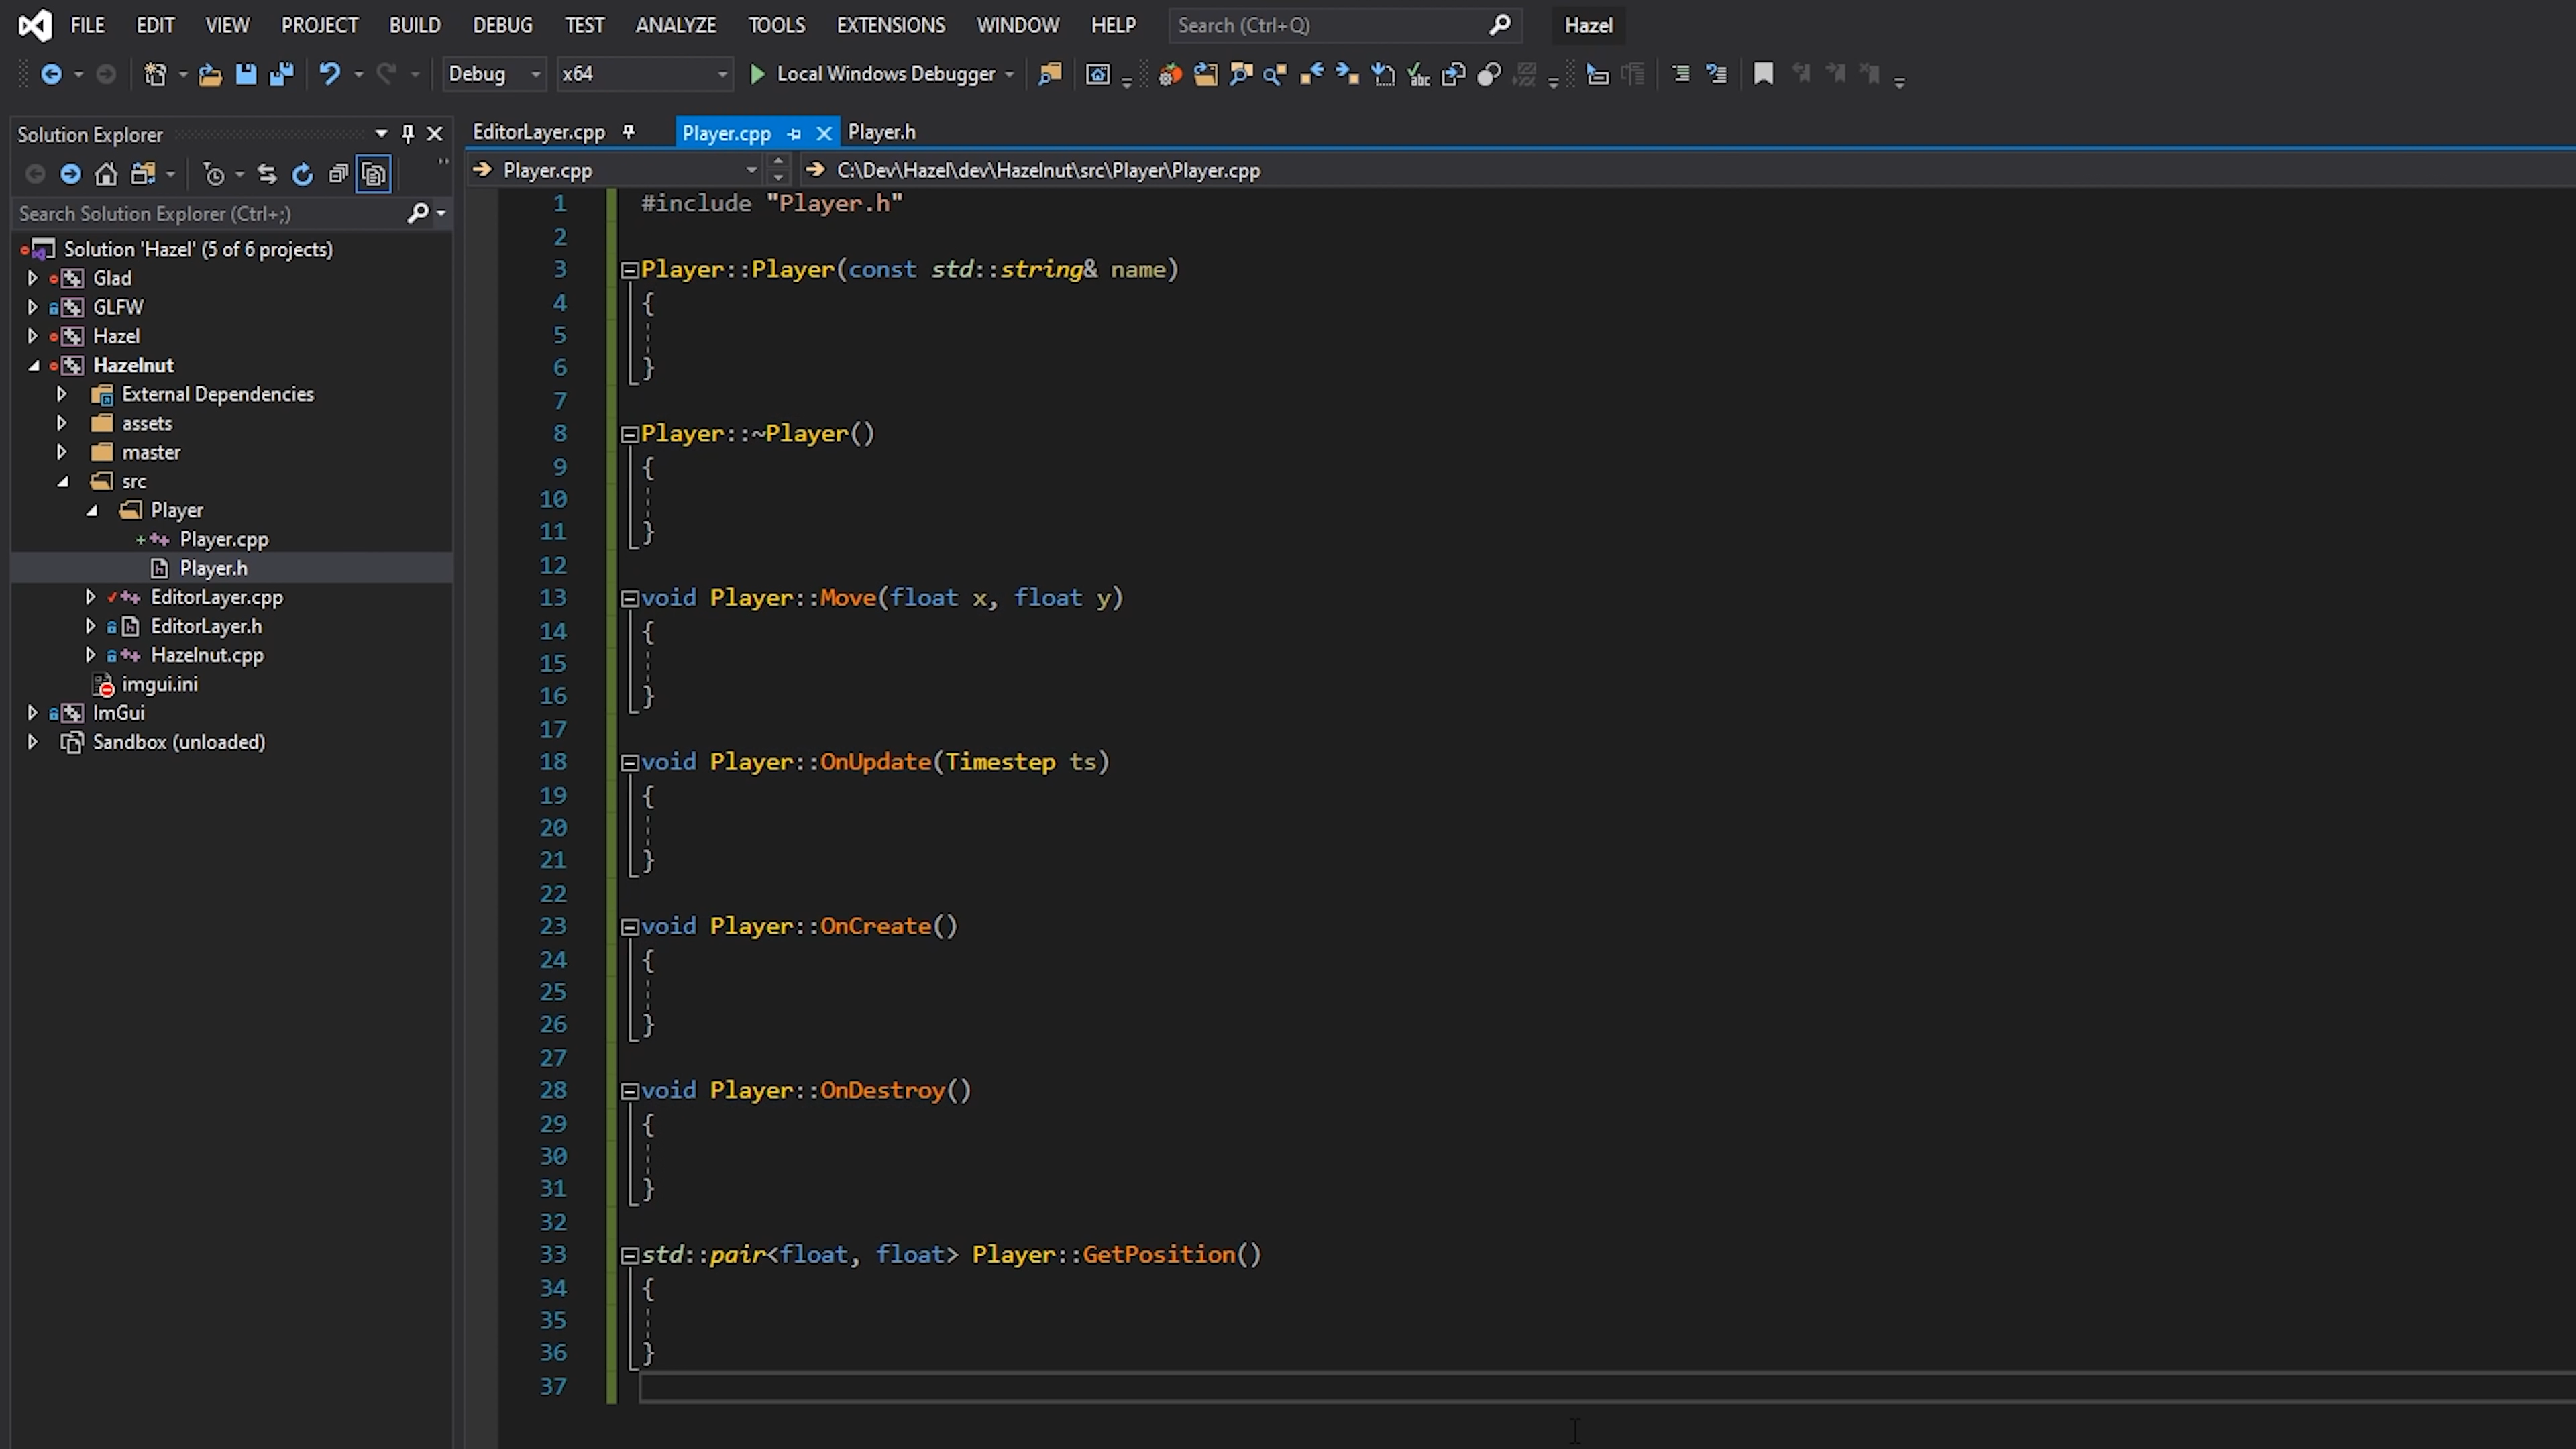 FILE EDIT VIEW PROJECT BUILD DEBUG TEST ANALYZE TOOLS EXTENSIONS WINDOW HELP Search (Ctrl+Q) Hazel
Debug x64 Local Windows Debugger
Solution Explorer
Search Solution Explorer (Ctrl+;)
Solution 'Hazel' (5 of 6 projects)
Glad
GLFW
Hazel
Hazelnut
External Dependencies
assets
master
src
Player
Player.cpp
Player.h
EditorLayer.cpp
EditorLayer.h
Hazelnut.cpp
imgui.ini
ImGui
Sandbox (unloaded)
EditorLayer.cpp Player.cpp Player.h
Player.cpp C:\Dev\Hazel\dev\Hazelnut\src\Player\Player.cpp
1 #include "Player.h"
2
3 Player::Player(const std::string& name)
4 {
5
6 }
7
8 Player::~Player()
9 {
10
11 }
12
13 void Player::Move(float x, float y)
14 {
15
16 }
17
18 void Player::OnUpdate(Timestep ts)
19 {
20
21 }
22
23 void Player::OnCreate()
24 {
25
26 }
27
28 void Player::OnDestroy()
29 {
30
31 }
32
33 std::pair<float, float> Player::GetPosition()
34 {
35
36 }
37